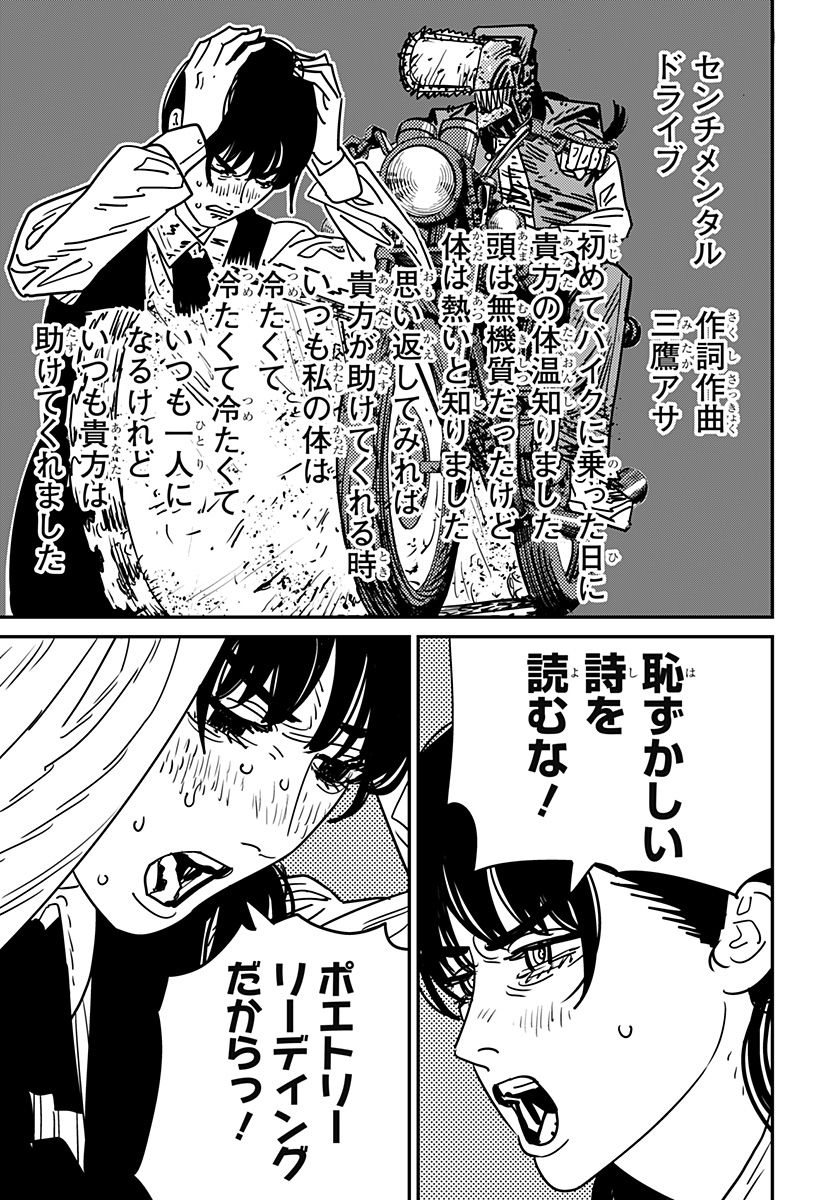 センチメンタル
ドライブ
作詞作曲
三鷹アサ
初めてバイクに乗った日に
貴方の体温知りました
頭は無機質だったけど
体は熱いと知りました
思い返してみれば
貴方が助けてくれる時
いつも私の体は
冷たくて
冷たくて冷たくて
いつも一人に
なるけれど
いつも貴方は
助けてくれました
恥ずかしい
詩を
読むな!
ポエトリー
リーディング
だからっ!